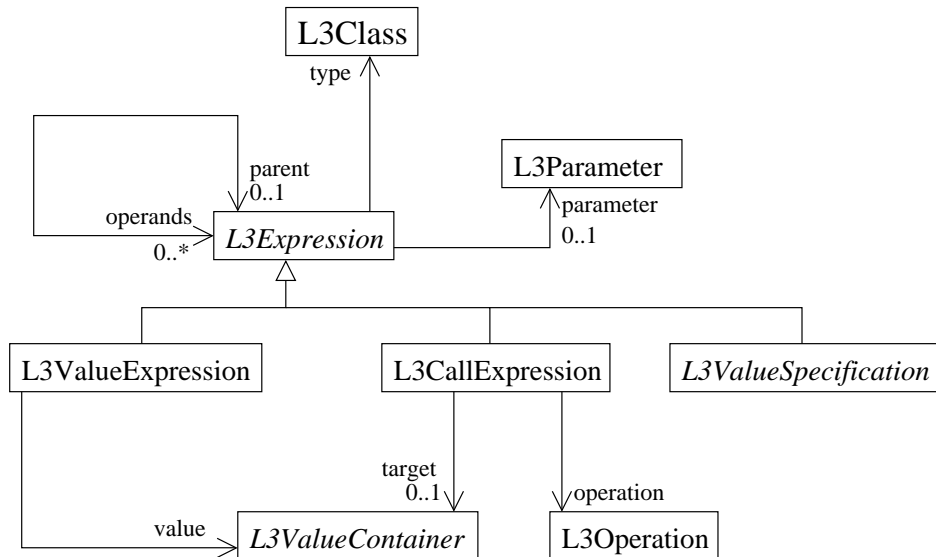 L3Class
type
parent
0..1
L3Parameter
operands
0..*
L3Expression
parameter
0..1
L3ValueExpression
L3CallExpression
L3ValueSpecification
target
0..1
operation
value
L3ValueContainer
L3Operation